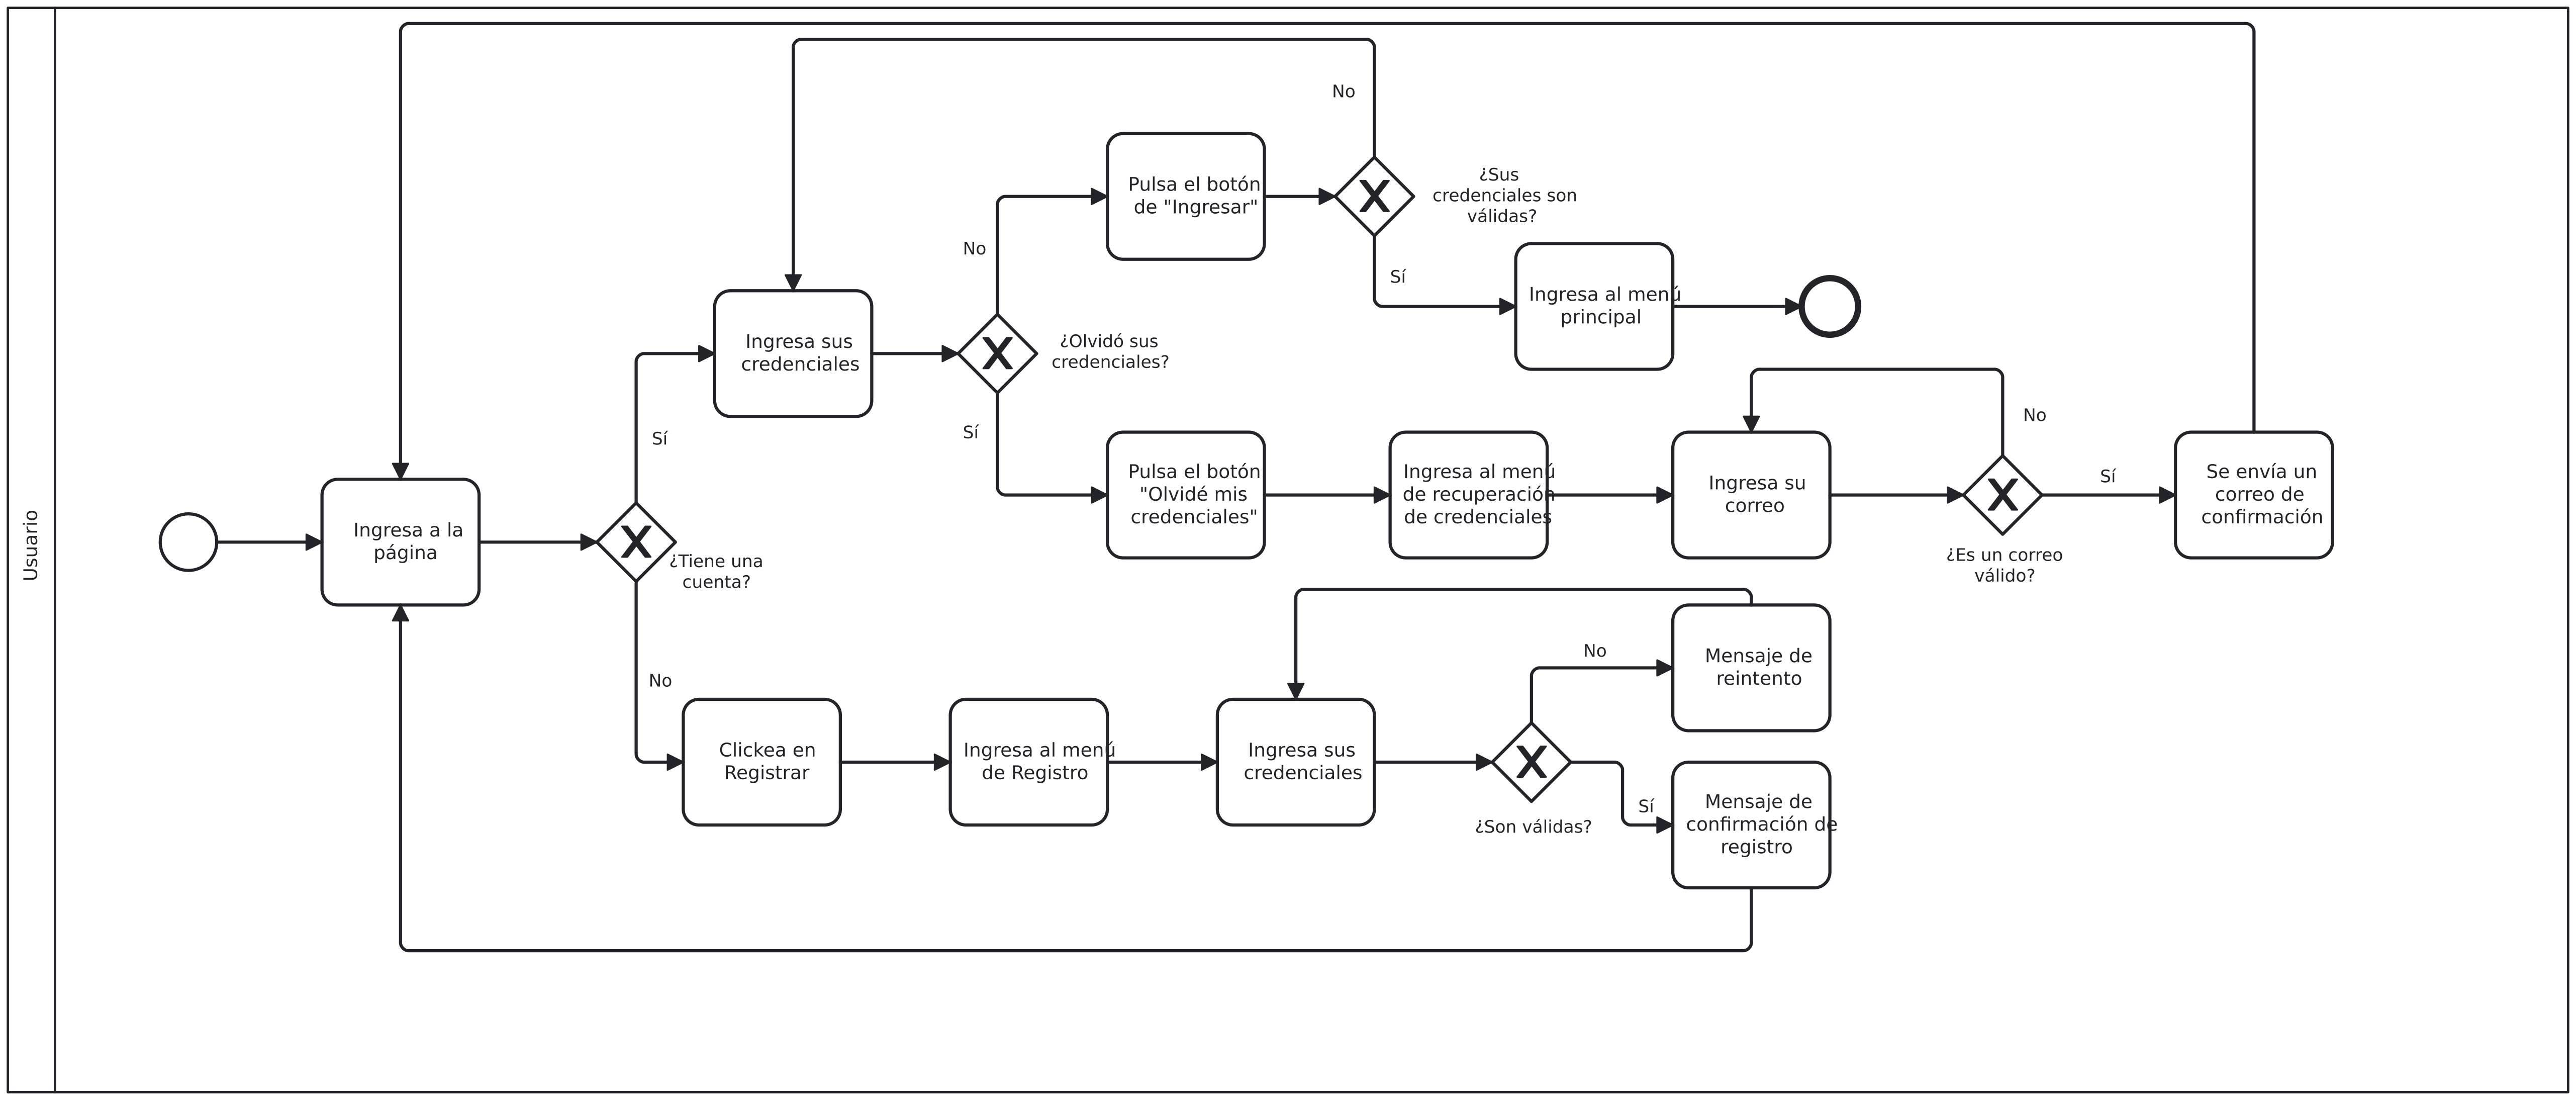 Usuario
No
Pulsa el botón
de "Ingresar"
¿Sus
credenciales son
válidas?
No
Sí
Ingresa al menú
principal
Ingresa sus
credenciales
¿Olvidó sus
credenciales?
Sí
Sí
No
Pulsa el botón
"Olvidé mis
credenciales"
Ingresa al menú
de recuperación
de credenciales
Ingresa su
correo
Sí
Se envía un
correo de
confirmación
Ingresa a la
página
¿Tiene una
cuenta?
¿Es un correo
válido?
No
No
Mensaje de
reintento
Clickea en
Registrar
Ingresa al menú
de Registro
Ingresa sus
credenciales
¿Son válidas?
Sí
Mensaje de
confirmación de
registro